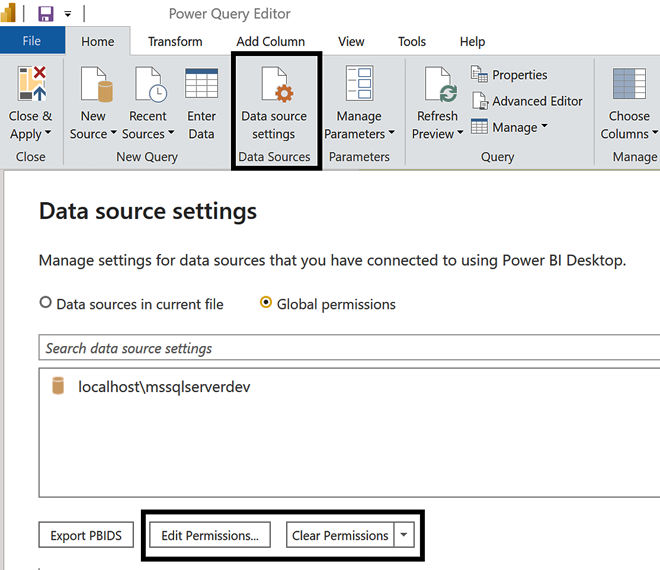 Power Query Editor
File Home Transform Add Column View Tools Help
Close & Apply
New Source
Recent Sources
Enter Data
Data source settings
Manage Parameters
Refresh Preview
Properties
Advanced Editor
Manage
Choose Columns
Close New Query Data Sources Parameters Query Manage
Data source settings
Manage settings for data sources that you have connected to using Power BI Desktop.
Data sources in current file Global permissions
Search data source settings
localhost\mssqlserverdev
Export PBIDS Edit Permissions... Clear Permissions